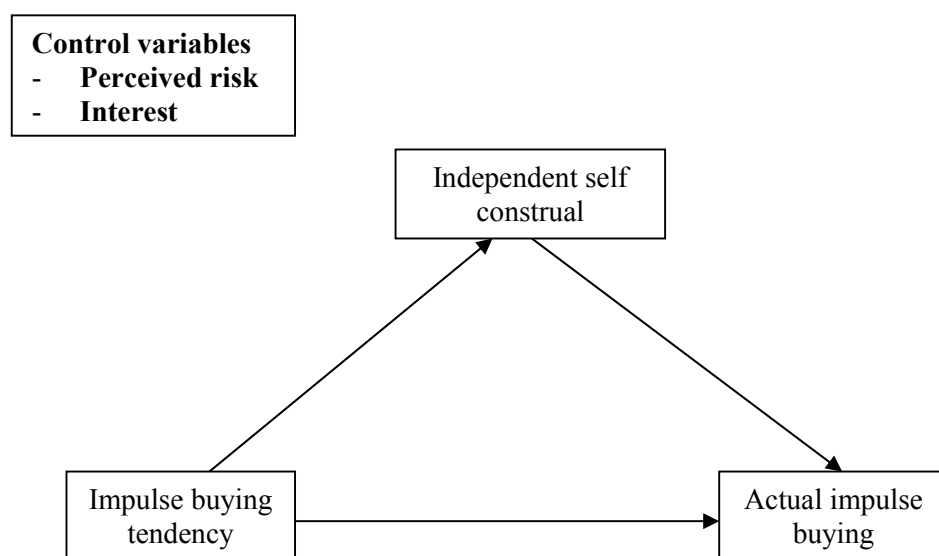 Control variables
- Perceived risk
- Interest
Independent self
construal
Impulse buying
tendency
Actual impulse
buying